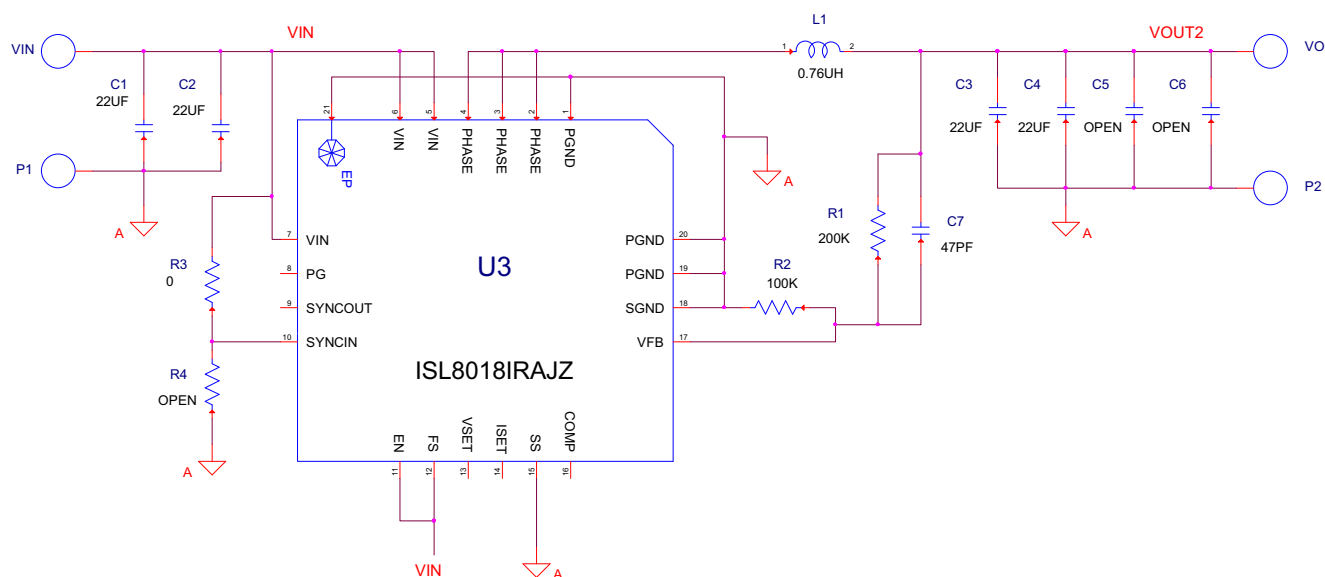 L1
VIN
VIN
VOUT2
VO
1
2
0.76UH
C1
22UF
C2
22UF
C3
22UF
C4
22UF
C5
OPEN
C6
OPEN
21
6
5
4
3
2
1
EP
VIN
VIN
PHASE
PHASE
PHASE
PGND
P1
A
A
P2
A
R1
200K
C7
47PF
R3
0
R4
OPEN
A
7
VIN
8
PG
9
SYNCOUT
10
SYNCIN
U3
ISL8018IRAJZ
PGND
20
PGND
19
SGND
18
VFB
17
R2
100K
EN
FS
VSET
ISET
SS
COMP
11
12
13
14
15
16
VIN
A